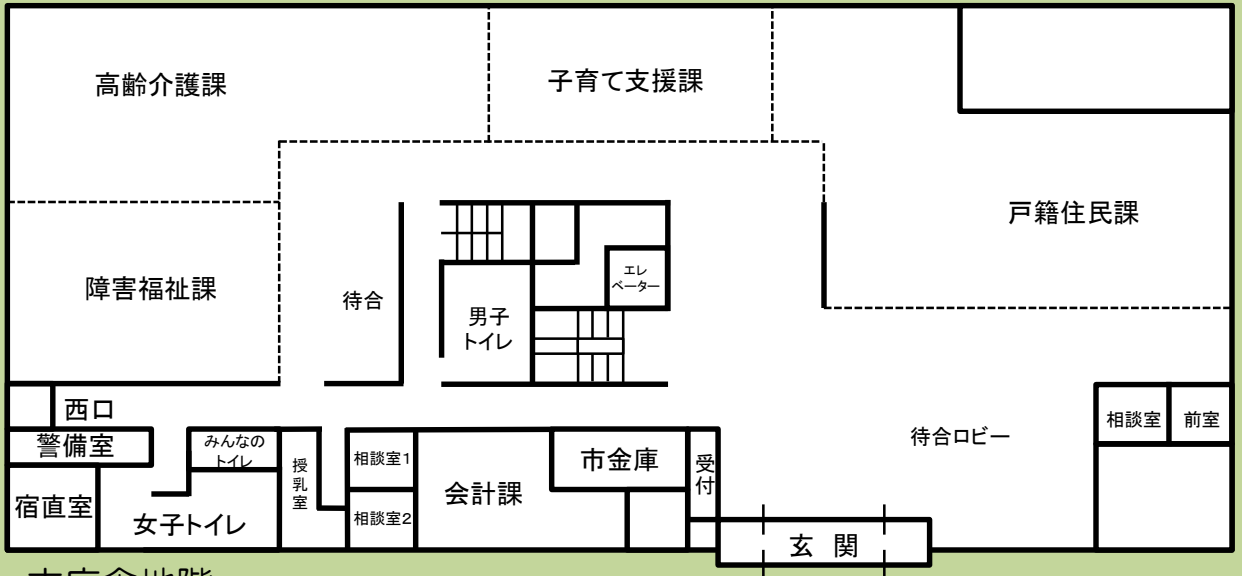 高齢介護課
子育て支援課
戸籍住民課
障害福祉課
待合
男子
トイレ
エレ
ベーター
西口
警備室
宿直室
みんなの
トイレ
女子トイレ
授乳室
相談室1
相談室2
会計課
市金庫
受付
玄 関
待合ロビー
相談室
前室